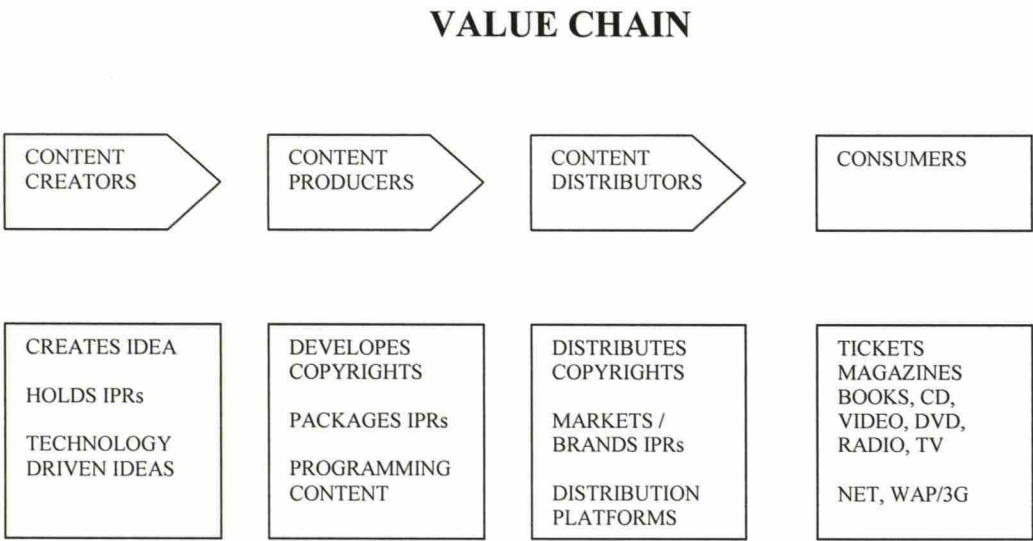 VALUE CHAIN
CONTENT
CREATORS
CONTENT
PRODUCERS
CONTENT
DISTRIBUTORS
CONSUMERS
CREATES IDEA
HOLDS IPRs
TECHNOLOGY
DRIVEN IDEAS
DEVELOPES
COPYRIGHTS
PACKAGES IPRs
PROGRAMMING
CONTENT
DISTRIBUTES
COPYRIGHTS
MARKETS /
BRANDS IPRs
DISTRIBUTION
PLATFORMS
TICKETS
MAGAZINES
BOOKS, CD,
VIDEO, DVD,
RADIO, TV
NET, WAP/3G